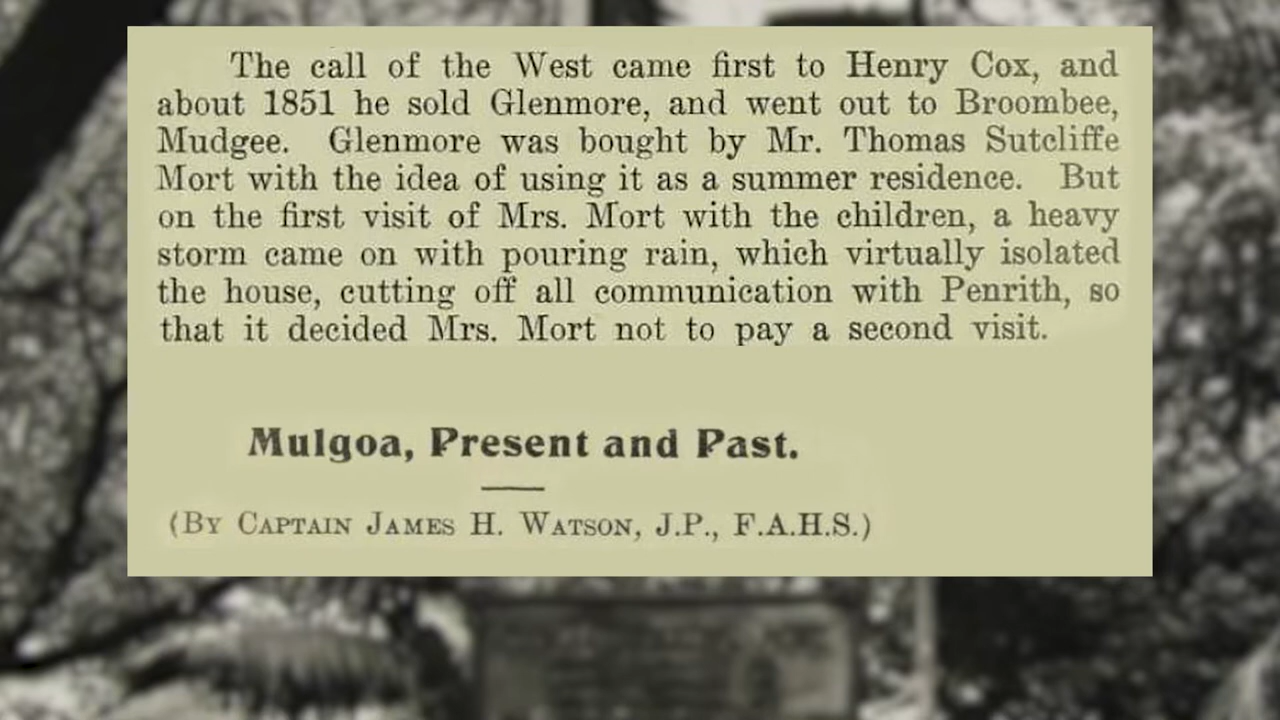 The call of the West came first to Henry Cox, and
about 1851 he sold Glenmore, and went out to Broombee,
Mudgee. Glenmore was bought by Mr. Thomas Sutcliffe
Mort with the idea of using it as a summer residence. But
on the first visit of Mrs. Mort with the children, a heavy
storm came on with pouring rain, which virtually isolated
the house, cutting off all communication with Penrith, so
that it decided Mrs. Mort not to pay a second visit.
Mulgoa, Present and Past.
(By Captain James H. Watson, J.P., F.A.H.S.)